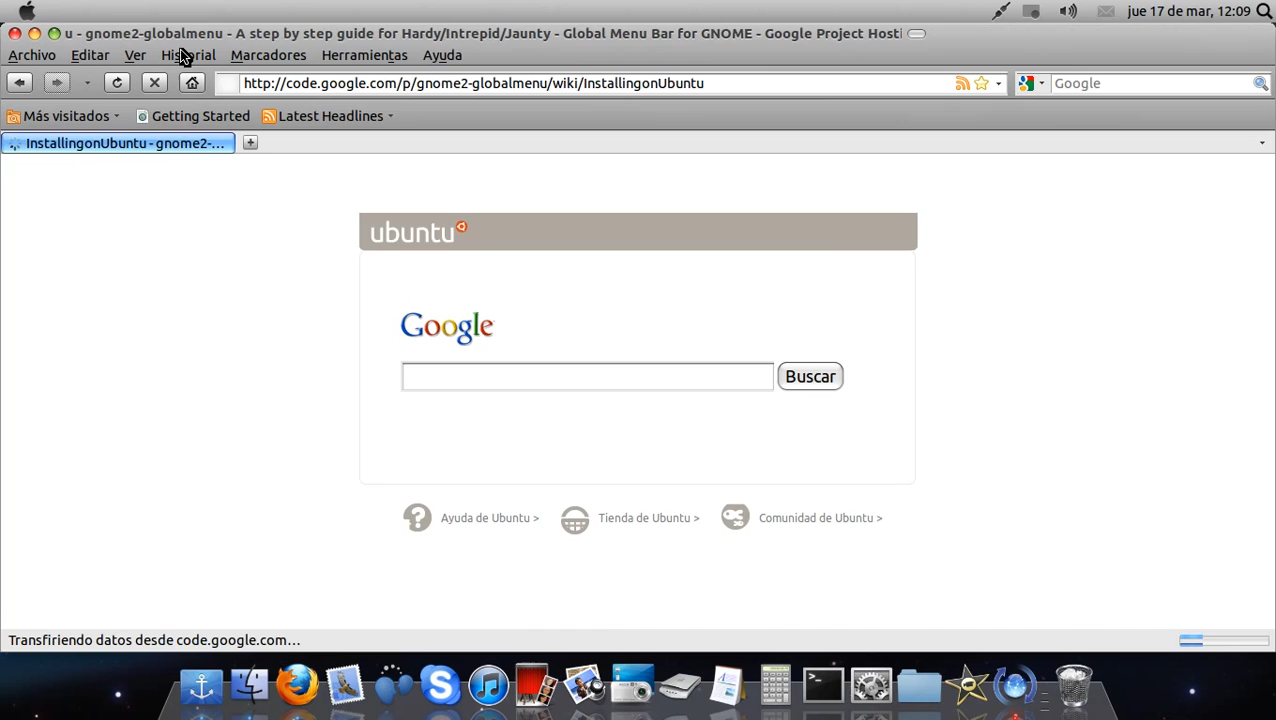 jue 17 de mar, 12:09
u - gnome2-globalmenu - A step by step guide for Hardy/Intrepid/Jaunty - Global Menu Bar for GNOME - Google Project Host
Archivo Editar Ver Historial Marcadores Herramientas Ayuda
http://code.google.com/p/gnome2-globalmenu/wiki/InstallingonUbuntu Google
Más visitados Getting Started Latest Headlines
InstallingonUbuntu - gnome2-...
ubuntu
Google
Buscar
Ayuda de Ubuntu > Tienda de Ubuntu > Comunidad de Ubuntu >
Transfiriendo datos desde code.google.com...